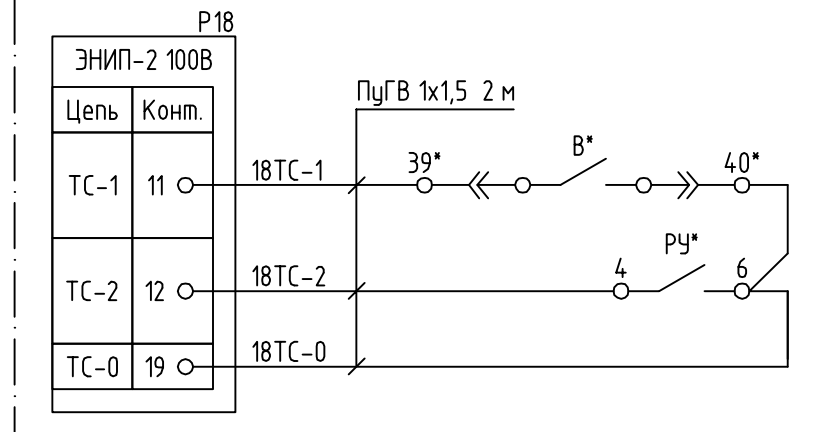 P18
ЭНИП-2 100В
Цепь Конт.
ПуГВ 1х1,5 2 м
ТС-1 11 18ТС-1 39* В* 40*
РУ*
ТС-2 12 18ТС-2 4 6
ТС-0 19 18ТС-0